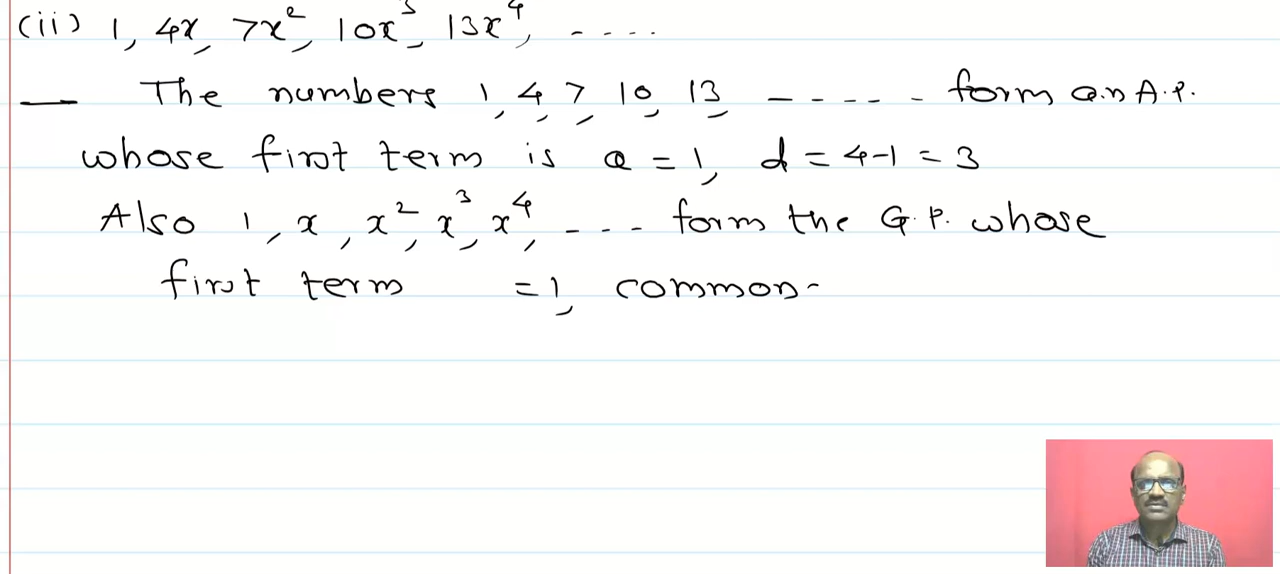 (ii) 1, 4x, 7x², 10x³, 13x⁴, - - - -
— The numbers 1, 4, 7, 10, 13, - - - - - form an A.P.
whose first term is a = 1, d = 4-1 = 3
Also 1, x, x², x³, x⁴, - - - form the G.P. whose
first term = 1, common-